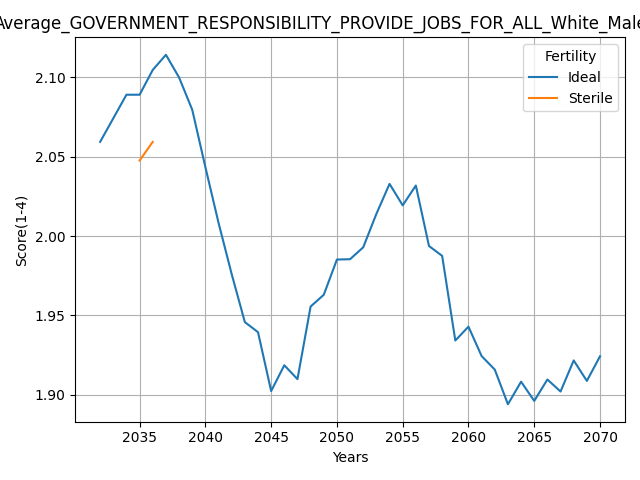 Average_GOVERNMENT_RESPONSIBILITY_PROVIDE_JOBS_FOR_ALL_White_Male
Fertility
Ideal
Sterile
Score(1-4)
2.10
2.05
2.00
1.95
1.90
2035 2040 2045 2050 2055 2060 2065 2070
Years